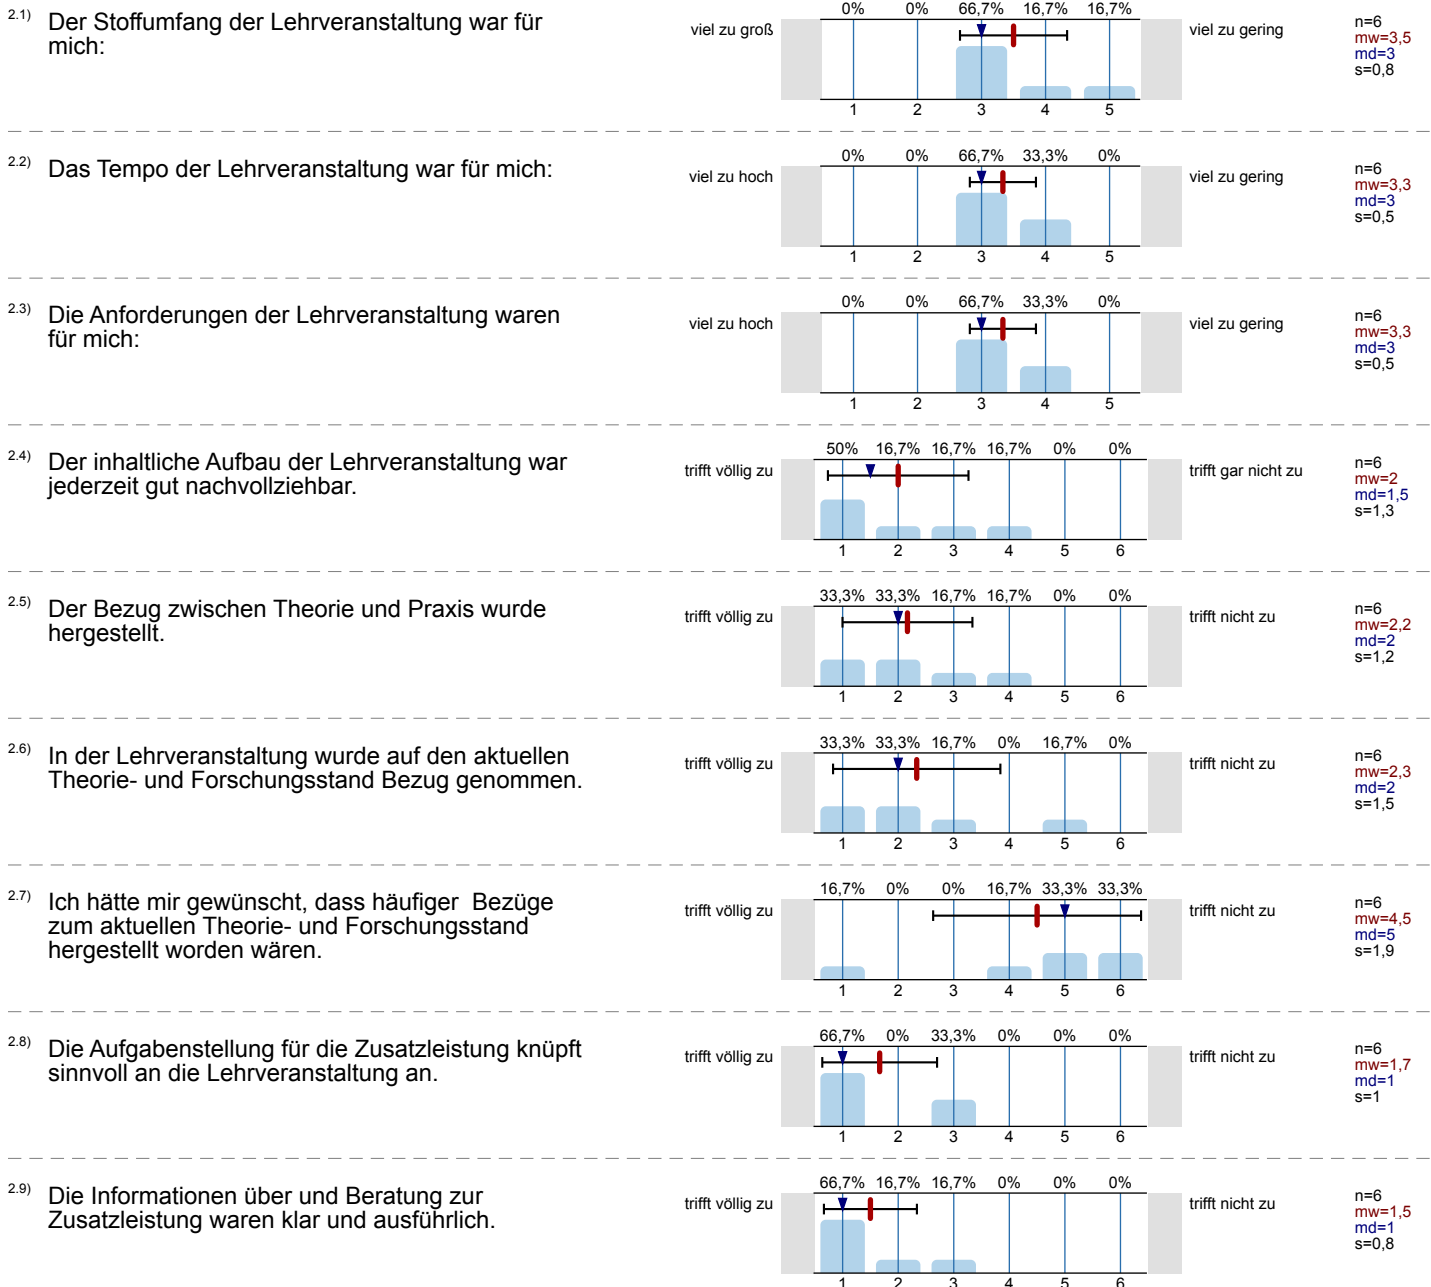 2.1) Der Stoffumfang der Lehrveranstaltung war für
mich:
viel zu groß
0% 0% 66,7% 16,7% 16,7%
1 2 3 4 5
viel zu gering
n=6
mw=3,5
md=3
s=0,8
2.2) Das Tempo der Lehrveranstaltung war für mich:
viel zu hoch
0% 0% 66,7% 33,3% 0%
1 2 3 4 5
viel zu gering
n=6
mw=3,3
md=3
s=0,5
2.3) Die Anforderungen der Lehrveranstaltung waren
für mich:
viel zu hoch
0% 0% 66,7% 33,3% 0%
1 2 3 4 5
viel zu gering
n=6
mw=3,3
md=3
s=0,5
2.4) Der inhaltliche Aufbau der Lehrveranstaltung war
jederzeit gut nachvollziehbar.
trifft völlig zu
50% 16,7% 16,7% 16,7% 0% 0%
1 2 3 4 5 6
trifft gar nicht zu
n=6
mw=2
md=1,5
s=1,3
2.5) Der Bezug zwischen Theorie und Praxis wurde
hergestellt.
trifft völlig zu
33,3% 33,3% 16,7% 16,7% 0% 0%
1 2 3 4 5 6
trifft nicht zu
n=6
mw=2,2
md=2
s=1,2
2.6) In der Lehrveranstaltung wurde auf den aktuellen
Theorie- und Forschungsstand Bezug genommen.
trifft völlig zu
33,3% 33,3% 16,7% 0% 16,7% 0%
1 2 3 4 5 6
trifft nicht zu
n=6
mw=2,3
md=2
s=1,5
2.7) Ich hätte mir gewünscht, dass häufiger Bezüge
zum aktuellen Theorie- und Forschungsstand
hergestellt worden wären.
trifft völlig zu
16,7% 0% 0% 16,7% 33,3% 33,3%
1 2 3 4 5 6
trifft nicht zu
n=6
mw=4,5
md=5
s=1,9
2.8) Die Aufgabenstellung für die Zusatzleistung knüpft
sinnvoll an die Lehrveranstaltung an.
trifft völlig zu
66,7% 0% 33,3% 0% 0% 0%
1 2 3 4 5 6
trifft nicht zu
n=6
mw=1,7
md=1
s=1
2.9) Die Informationen über und Beratung zur
Zusatzleistung waren klar und ausführlich.
trifft völlig zu
66,7% 16,7% 16,7% 0% 0% 0%
1 2 3 4 5 6
trifft nicht zu
n=6
mw=1,5
md=1
s=0,8